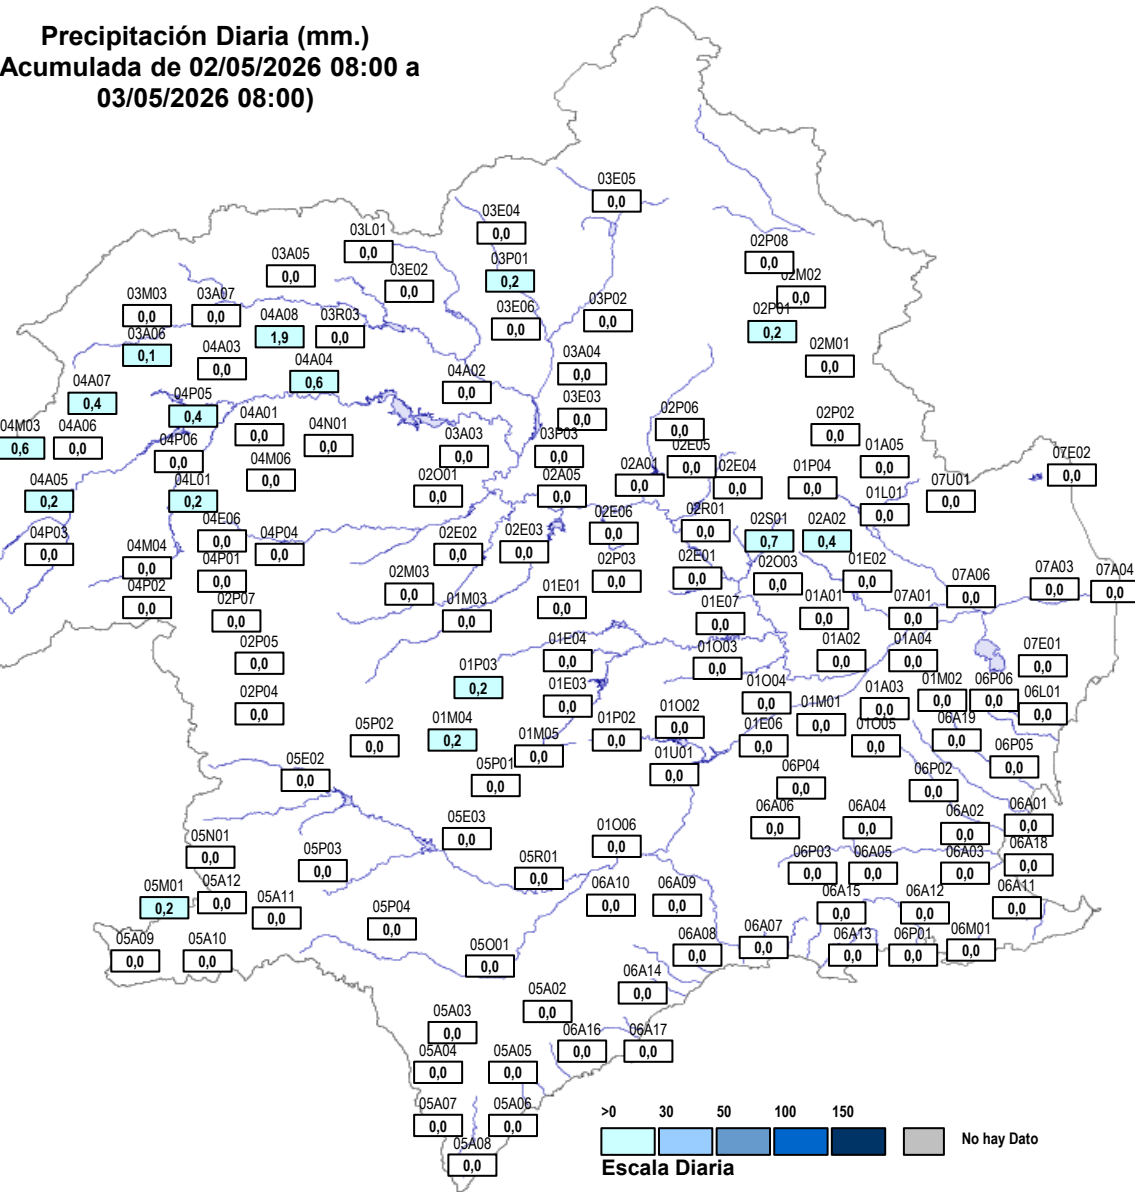 Precipitación Diaria (mm.)
Acumulada de 02/05/2026 08:00 a
03/05/2026 08:00)
03E05
0,0
03E04
0,0
03L01
0,0
02P08
0,0
03A05
0,0
03E02
0,0
03P01
0,2
02M02
0,0
03M03
0,0
03A07
0,0
04A08
1,9
03R03
0,0
03E06
0,0
03P02
0,0
02P01
0,2
03A06
0,1
04A03
0,0
04A04
0,6
04A02
0,0
03A04
0,0
02M01
0,0
04A07
0,4
04P05
0,4
03E03
0,0
04M03
0,6
04A06
0,0
04A01
0,0
04N01
0,0
02P06
0,0
02P02
0,0
04P06
0,0
03A03
0,0
03P03
0,0
02E05
0,0
01A05
0,0
07E02
0,0
04M06
0,0
02O01
0,0
02A05
0,0
02A01
0,0
02E04
0,0
01P04
0,0
07U01
0,0
04A05
0,2
04L01
0,2
01L01
0,0
04E06
0,0
02E06
0,0
02R01
0,0
02S01
0,7
02A02
0,4
04P03
0,0
04P04
0,0
02E02
0,0
02E03
0,0
04M04
0,0
04P01
0,0
02P03
0,0
02E01
0,0
02O03
0,0
01E02
0,0
04P02
0,0
02M03
0,0
01E01
0,0
07A06
0,0
07A03
0,0
07A04
0,0
02P07
0,0
01M03
0,0
01E07
0,0
01A01
0,0
07A01
0,0
02P05
0,0
01E04
0,0
01O03
0,0
01A02
0,0
01A04
0,0
07E01
0,0
01P03
0,2
01E03
0,0
01O04
0,0
01A03
0,0
01M02
0,0
06P06
0,0
06L01
0,0
02P04
0,0
01O02
0,0
01M01
0,0
05P02
0,0
01M04
0,2
01M05
0,0
01P02
0,0
01E06
0,0
01O05
0,0
06A19
0,0
05E02
0,0
05P01
0,0
01U01
0,0
06P04
0,0
06P02
0,0
06P05
0,0
05E03
0,0
01O06
0,0
06A06
0,0
06A04
0,0
06A02
0,0
06A01
0,0
05N01
0,0
05P03
0,0
05R01
0,0
06P03
0,0
06A05
0,0
06A03
0,0
06A18
0,0
05M01
0,2
05A12
0,0
05A11
0,0
06A10
0,0
06A09
0,0
06A15
0,0
06A12
0,0
06A11
0,0
05P04
0,0
05A09
0,0
05A10
0,0
05O01
0,0
06A08
0,0
06A07
0,0
06A13
0,0
06P01
0,0
06M01
0,0
06A14
0,0
05A02
0,0
05A03
0,0
06A16
0,0
06A17
0,0
05A04
0,0
05A05
0,0
05A07
0,0
05A06
0,0
05A08
0,0
>0 30 50 100 150
No hay Dato
Escala Diaria